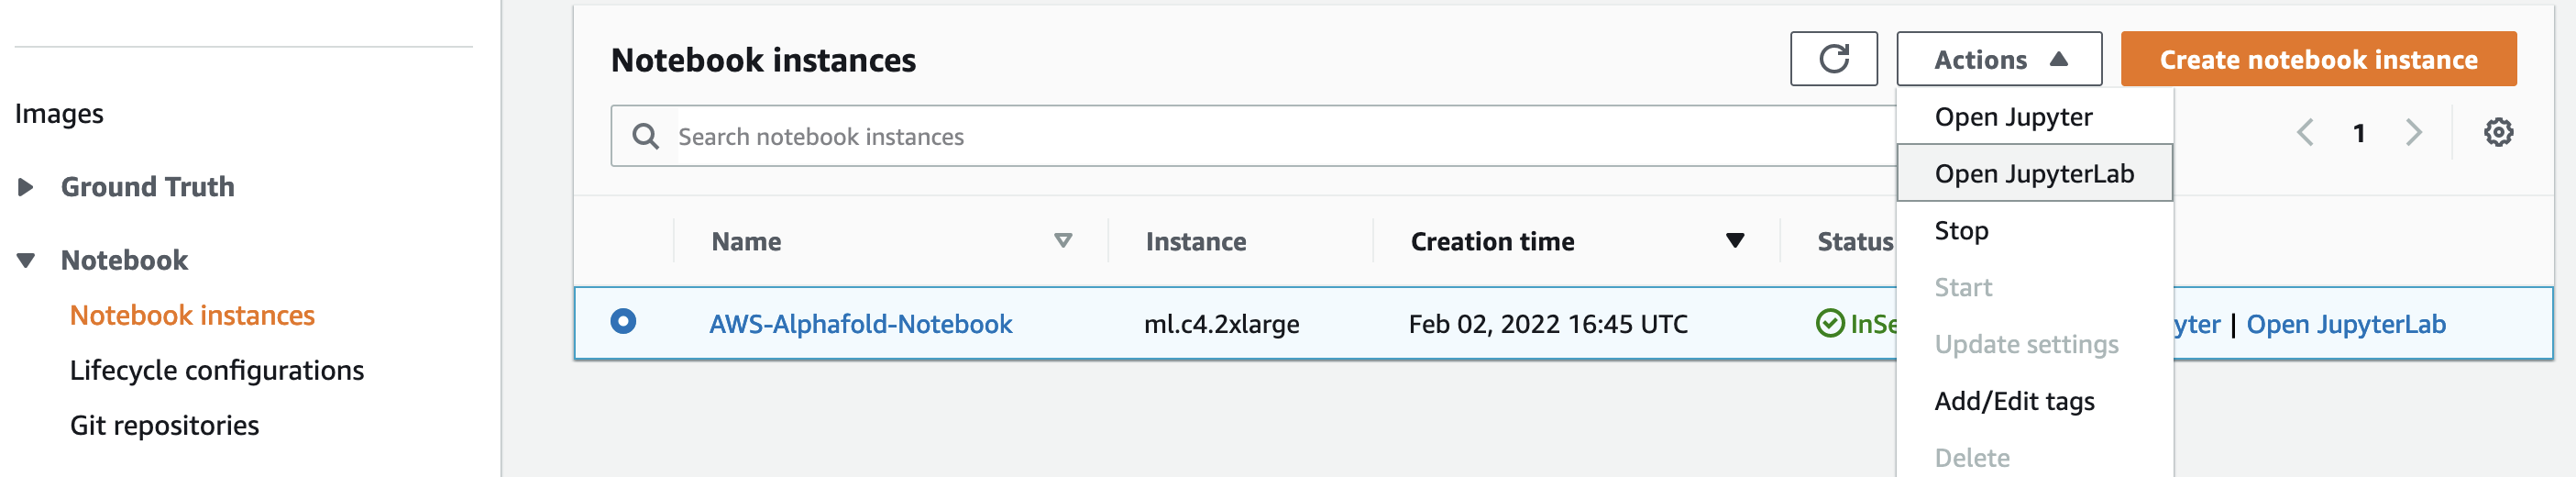 Images
Ground Truth
Notebook
Notebook instances
Lifecycle configurations
Git repositories
Notebook instances
Actions
Create notebook instance
Search notebook instances
1
Open Jupyter
Open JupyterLab
Stop
Start
Update settings
Add/Edit tags
Delete
Name Instance Creation time Status
AWS-Alphafold-Notebook ml.c4.2xlarge Feb 02, 2022 16:45 UTC InSe yter | Open JupyterLab